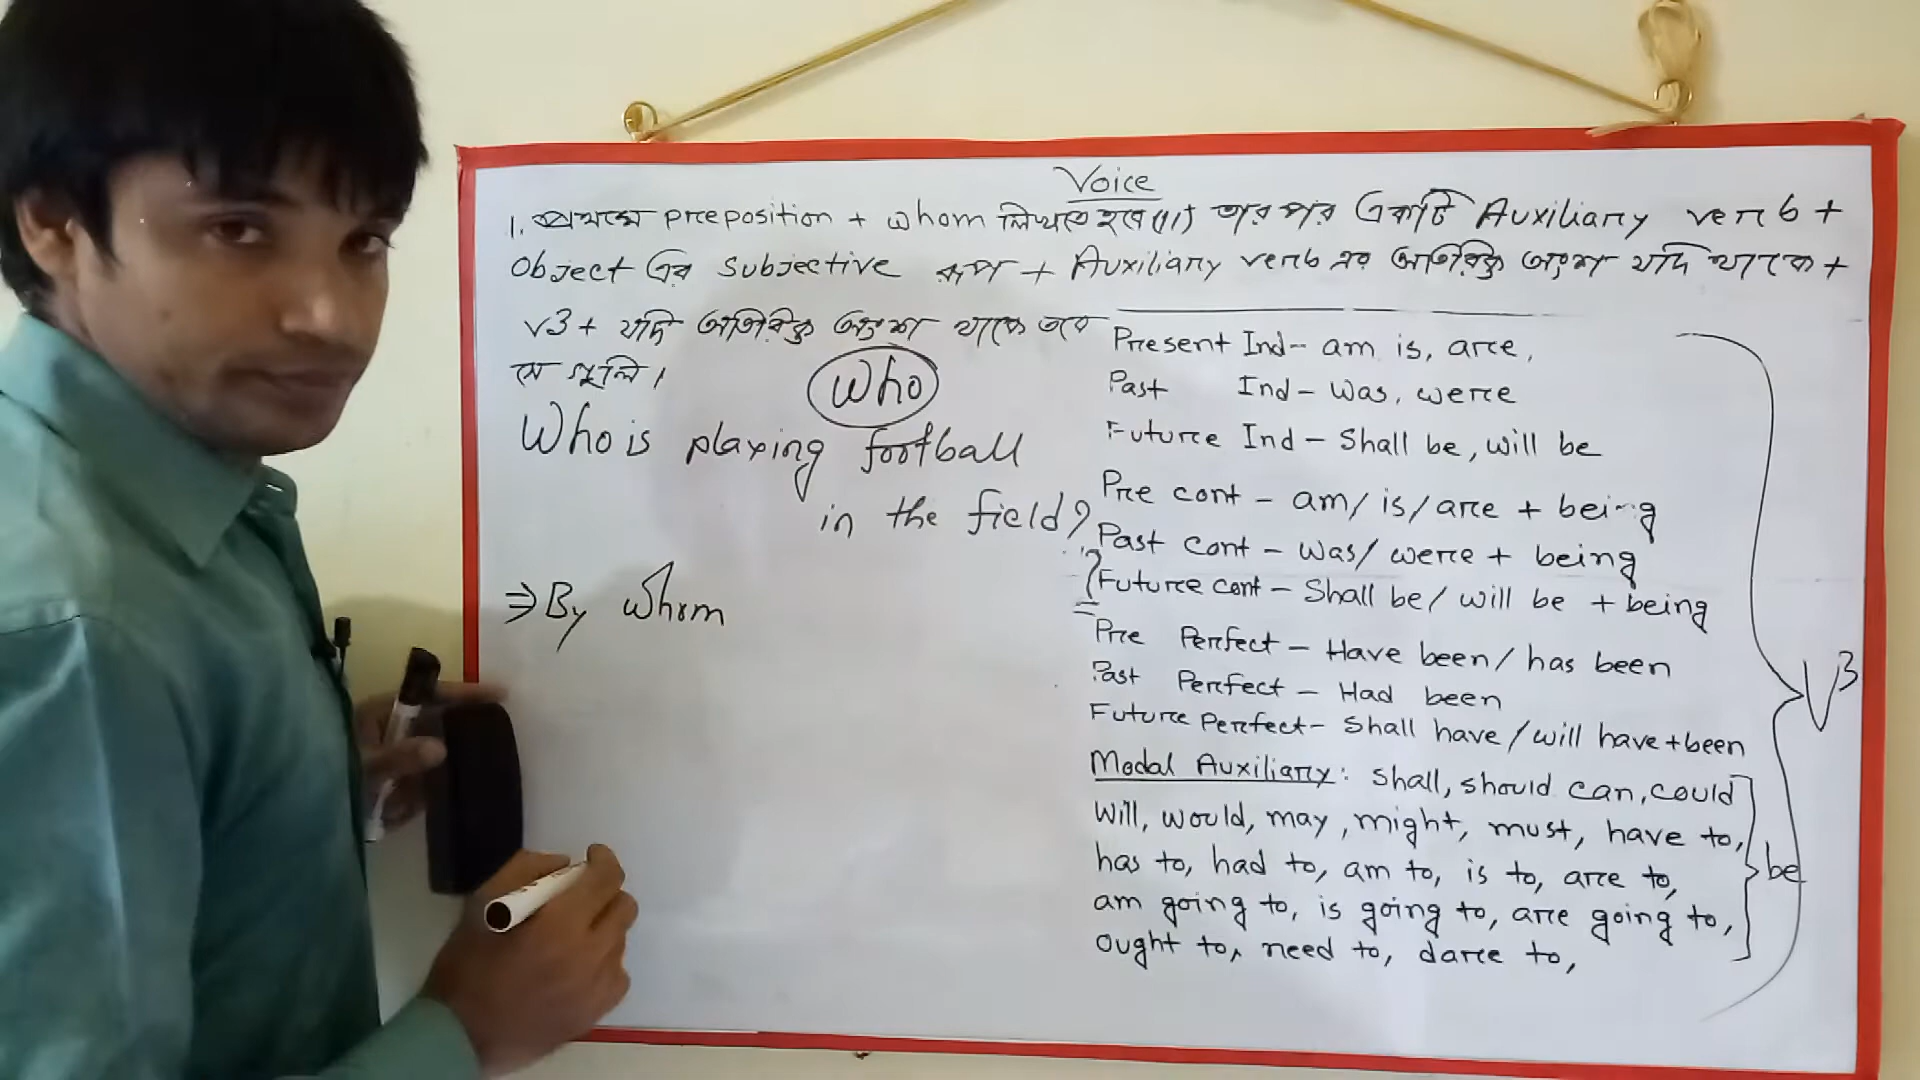 Voice
1. প্রথমে preposition + whom লিখতে হবে (11) তারপর একটি Auxiliary verb +
Object এর Subjective রূপ + Auxiliary verb এর অতিরিক্ত অংশ যদি থাকে +
v3 + যদি অতিরিক্ত অংশ থাকে তবে
সে গুলি।
Who
Who is playing football
in the field?
⇒ By whom
Present Ind - am is, are,
Past Ind - was, were
Future Ind - Shall be, will be
Pre cont - am/ is/ are + being
Past cont - was/ were + being
Future cont - Shall be/ will be + being
Pre Perfect - Have been/ has been
Past Perfect - Had been
Future Perfect - Shall have / will have + been
Modal Auxiliary: Shall, should can, could
will, would, may, might, must, have to,
has to, had to, am to, is to, are to,
am going to, is going to, are going to,
ought to, need to, dare to,
be
V3